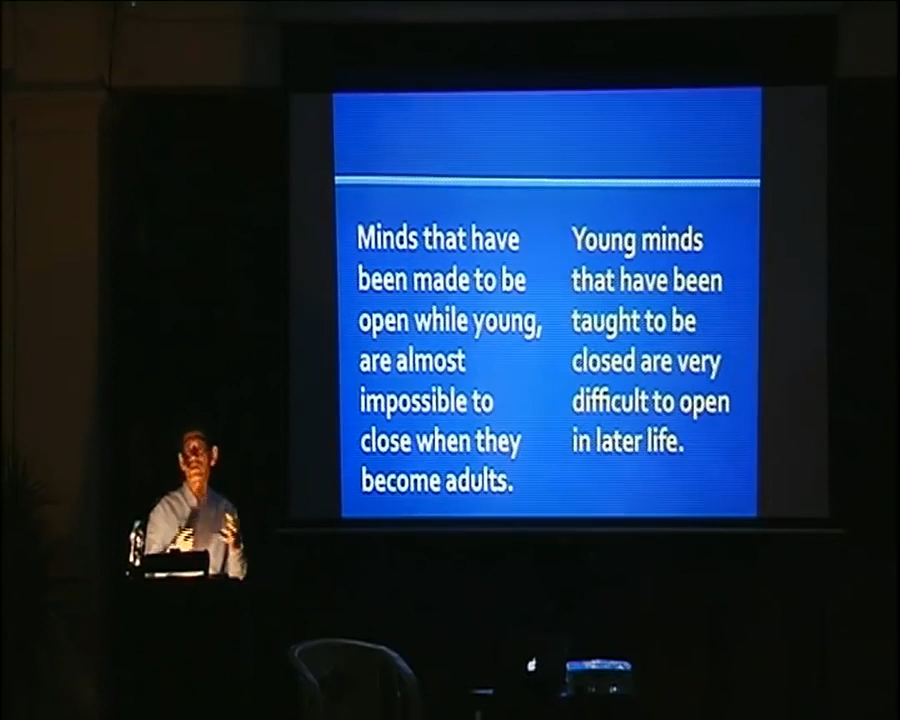 Minds that have
been made to be
open while young,
are almost
impossible to
close when they
become adults.
Young minds
that have been
taught to be
closed are very
difficult to open
in later life.